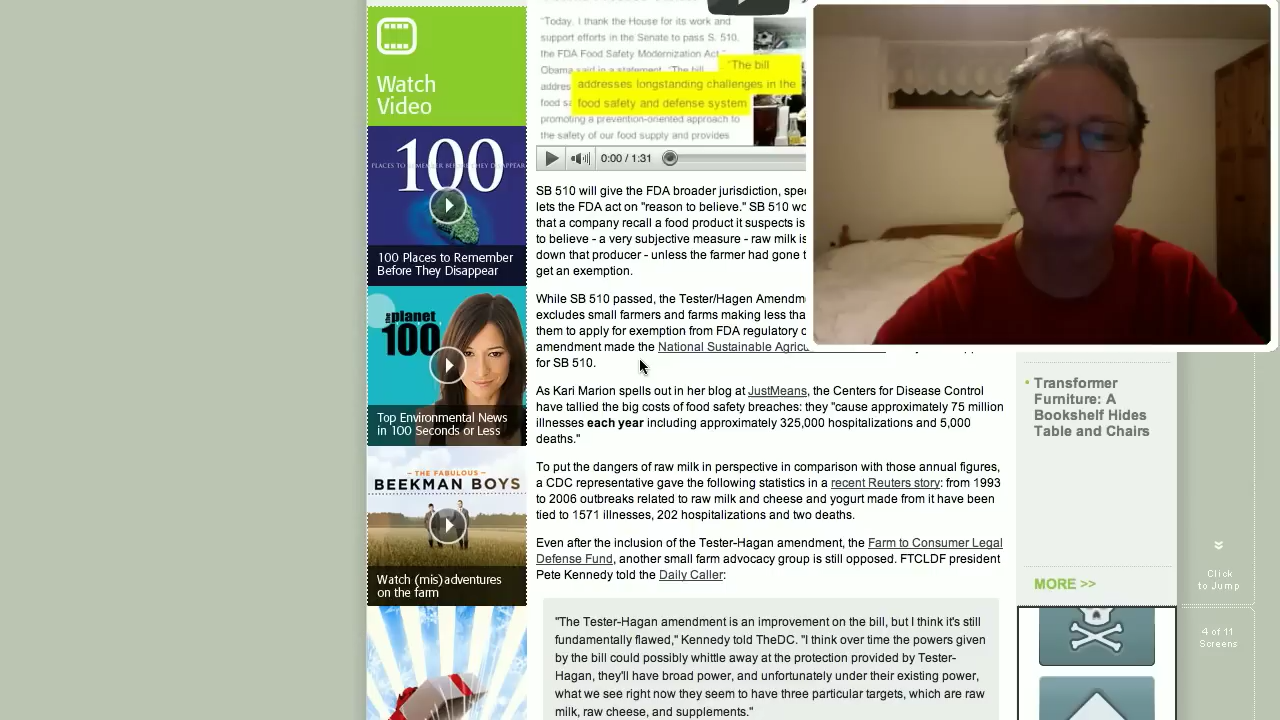 Watch
Video
100
PLACES TO REMEMBER BEFORE THEY DISAPPEAR
100 Places to Remember
Before They Disappear
the planet
100
Top Environmental News
in 100 Seconds or Less
THE FABULOUS
BEEKMAN BOYS
Watch (mis)adventures
on the farm
"Today, I thank the House for its work and
support efforts in the Senate to pass S. 510,
the FDA Food Safety Modernization Act,"
Obama said in a statement. "The bill
"The bill
addresses longstanding challenges in the
food safety and defense system
promoting a prevention-oriented approach to
the safety of our food supply and provides
0:00 / 1:31
SB 510 will give the FDA broader jurisdiction,
lets the FDA act on "reason to believe." SB 510
that a company recall a food product it suspects is
to believe - a very subjective measure - raw milk is
down that producer - unless the farmer had gone
get an exemption.
While SB 510 passed, the Tester/Hagen
excludes small farmers and farms making less
them to apply for exemption from FDA regulatory
amendment made the National Sustainable
for SB 510.
As Kari Marion spells out in her blog at JustMeans, the Centers for Disease Control
have tallied the big costs of food safety breaches: they "cause approximately 75 million
illnesses each year including approximately 325,000 hospitalizations and 5,000
deaths."
To put the dangers of raw milk in perspective in comparison with those annual figures,
a CDC representative gave the following statistics in a recent Reuters story: from 1993
to 2006 outbreaks related to raw milk and cheese and yogurt made from it have been
tied to 1571 illnesses, 202 hospitalizations and two deaths.
Even after the inclusion of the Tester-Hagan amendment, the Farm to Consumer Legal
Defense Fund, another small farm advocacy group is still opposed. FTCLDF president
Pete Kennedy told the Daily Caller:
"The Tester-Hagan amendment is an improvement on the bill, but I think it's still
fundamentally flawed," Kennedy told TheDC. "I think over time the powers given
by the bill could possibly whittle away at the protection provided by Tester-
Hagan, they'll have broad power, and unfortunately under their existing power,
what we see right now they seem to have three particular targets, which are raw
milk, raw cheese, and supplements."
Transformer
Furniture: A
Bookshelf Hides
Table and Chairs
MORE >>
Click
to Jump
4 of 11
Screens